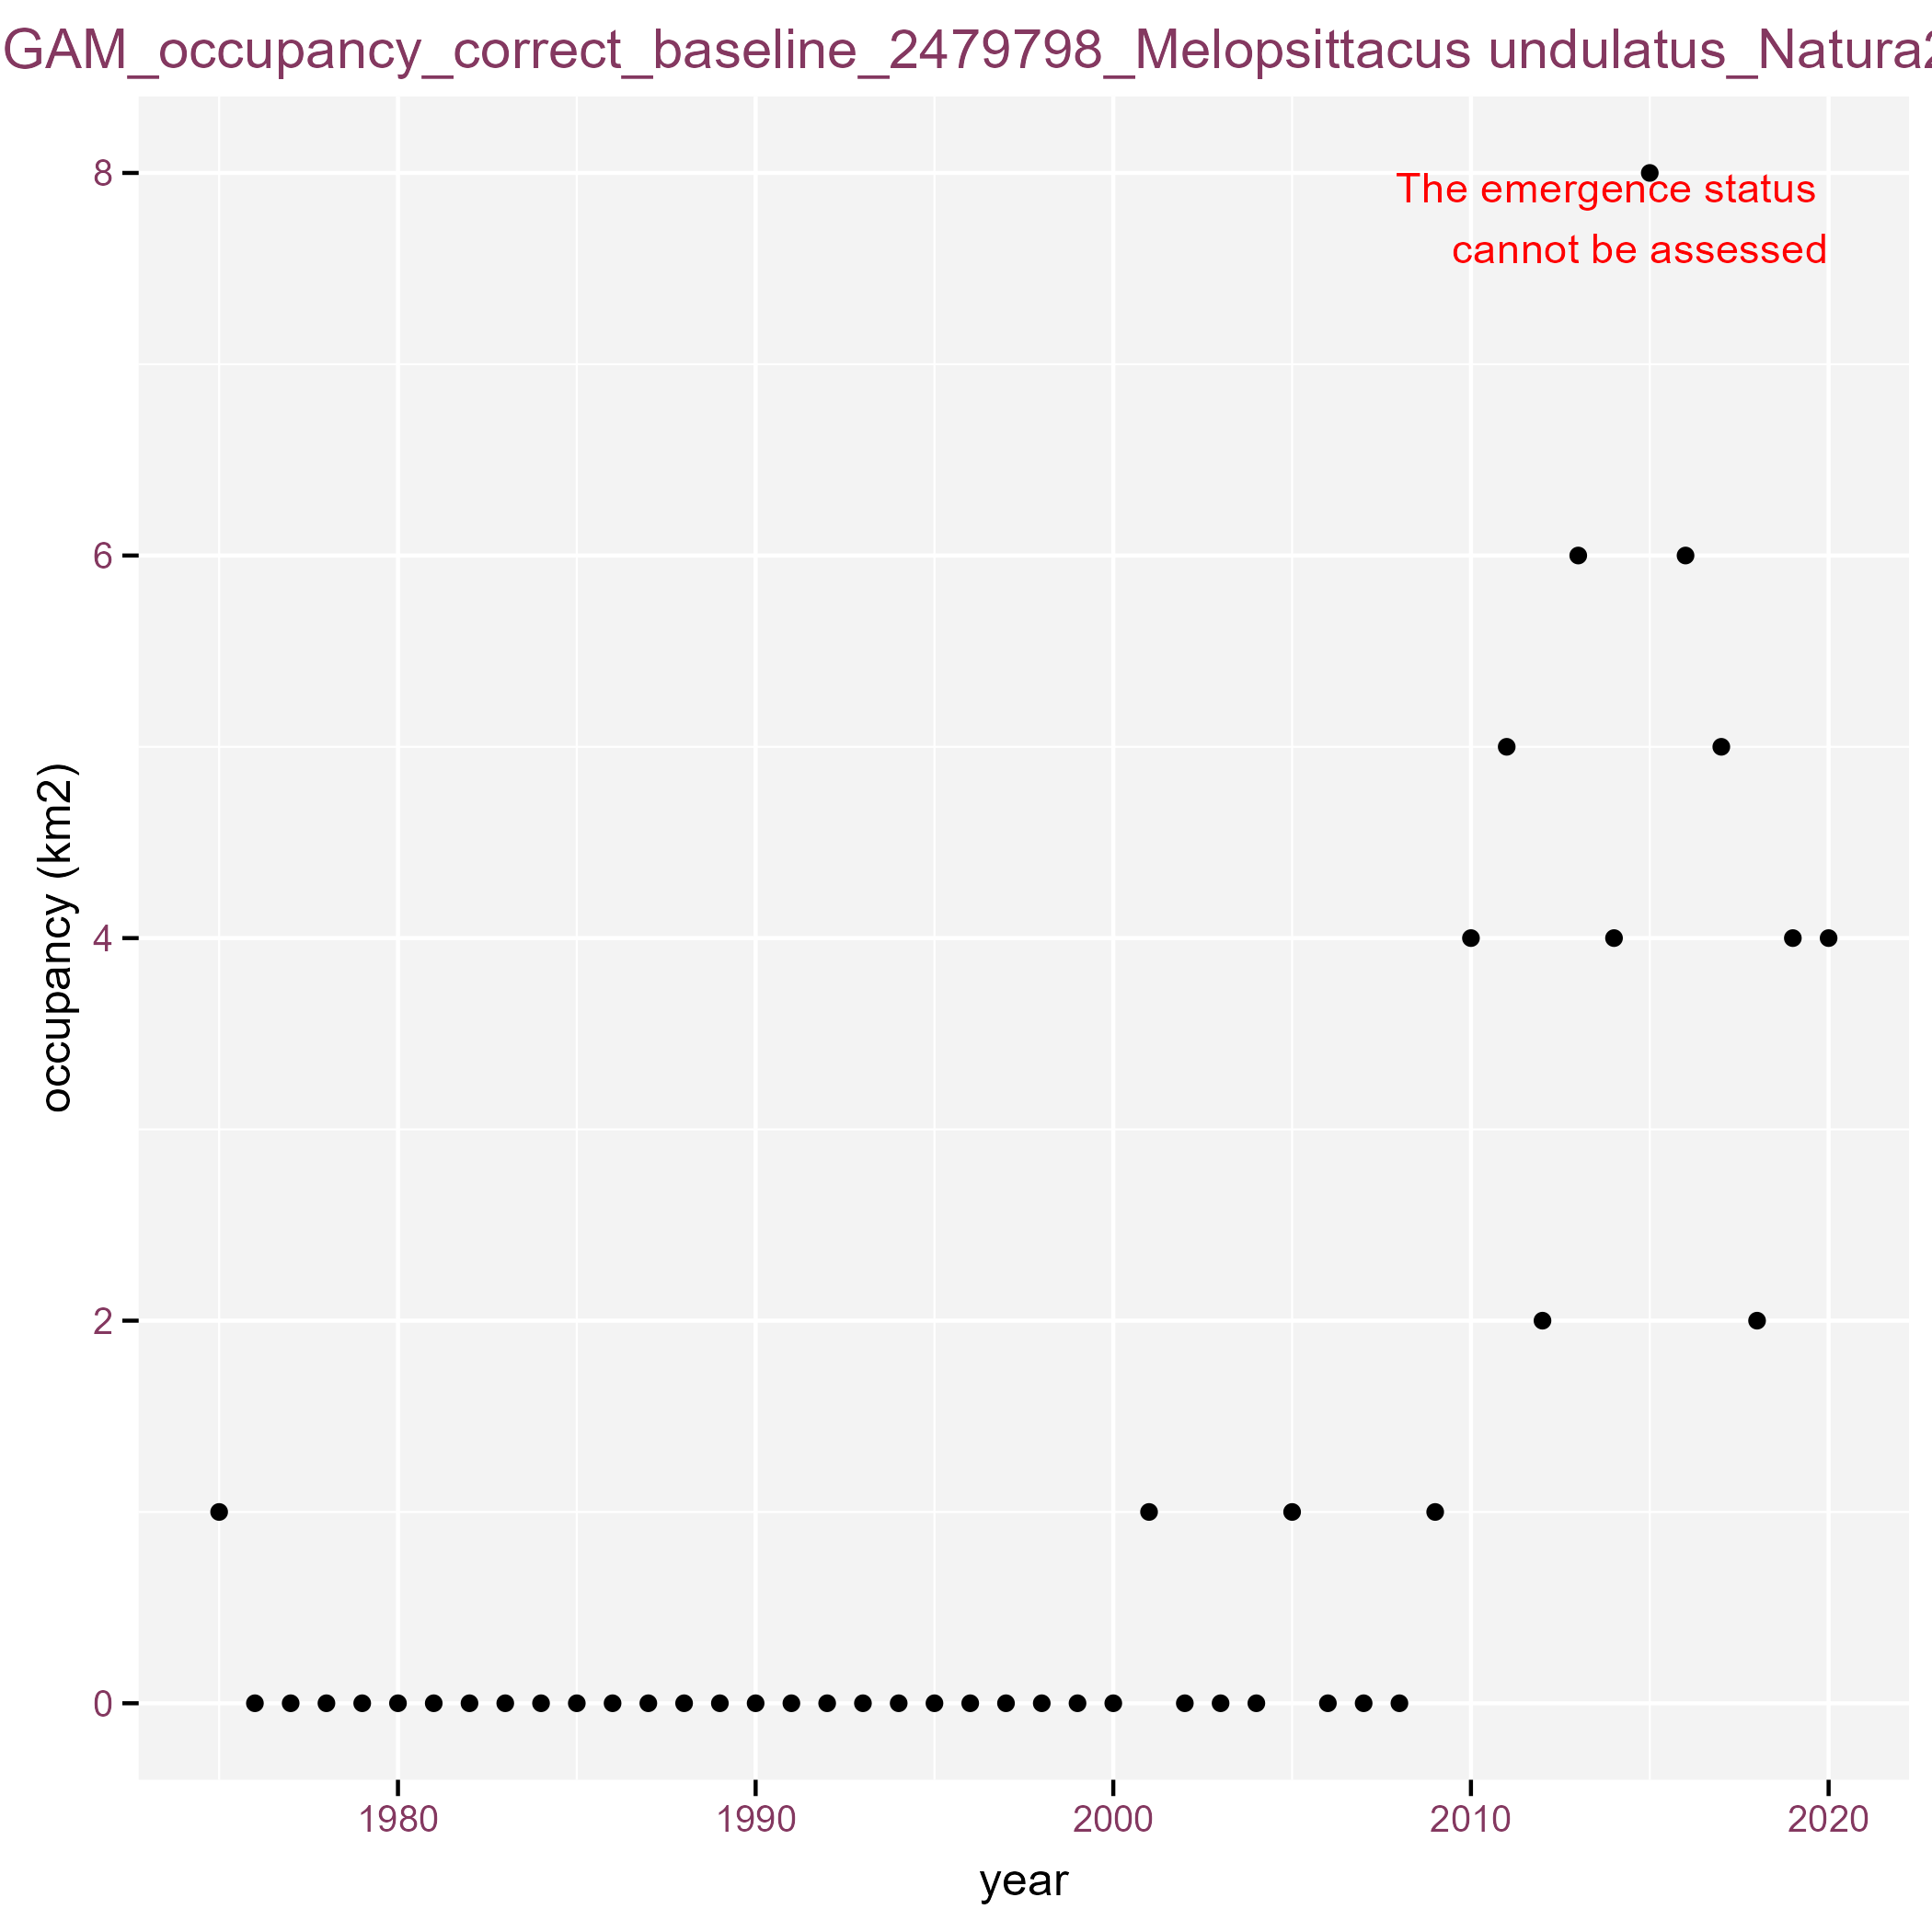 GAM_occupancy_correct_baseline_2479798_Melopsittacus undulatus_Natura2
The emergence status
cannot be assessed
8
6
4
2
0
occupancy (km2)
1980 1990 2000 2010 2020
year